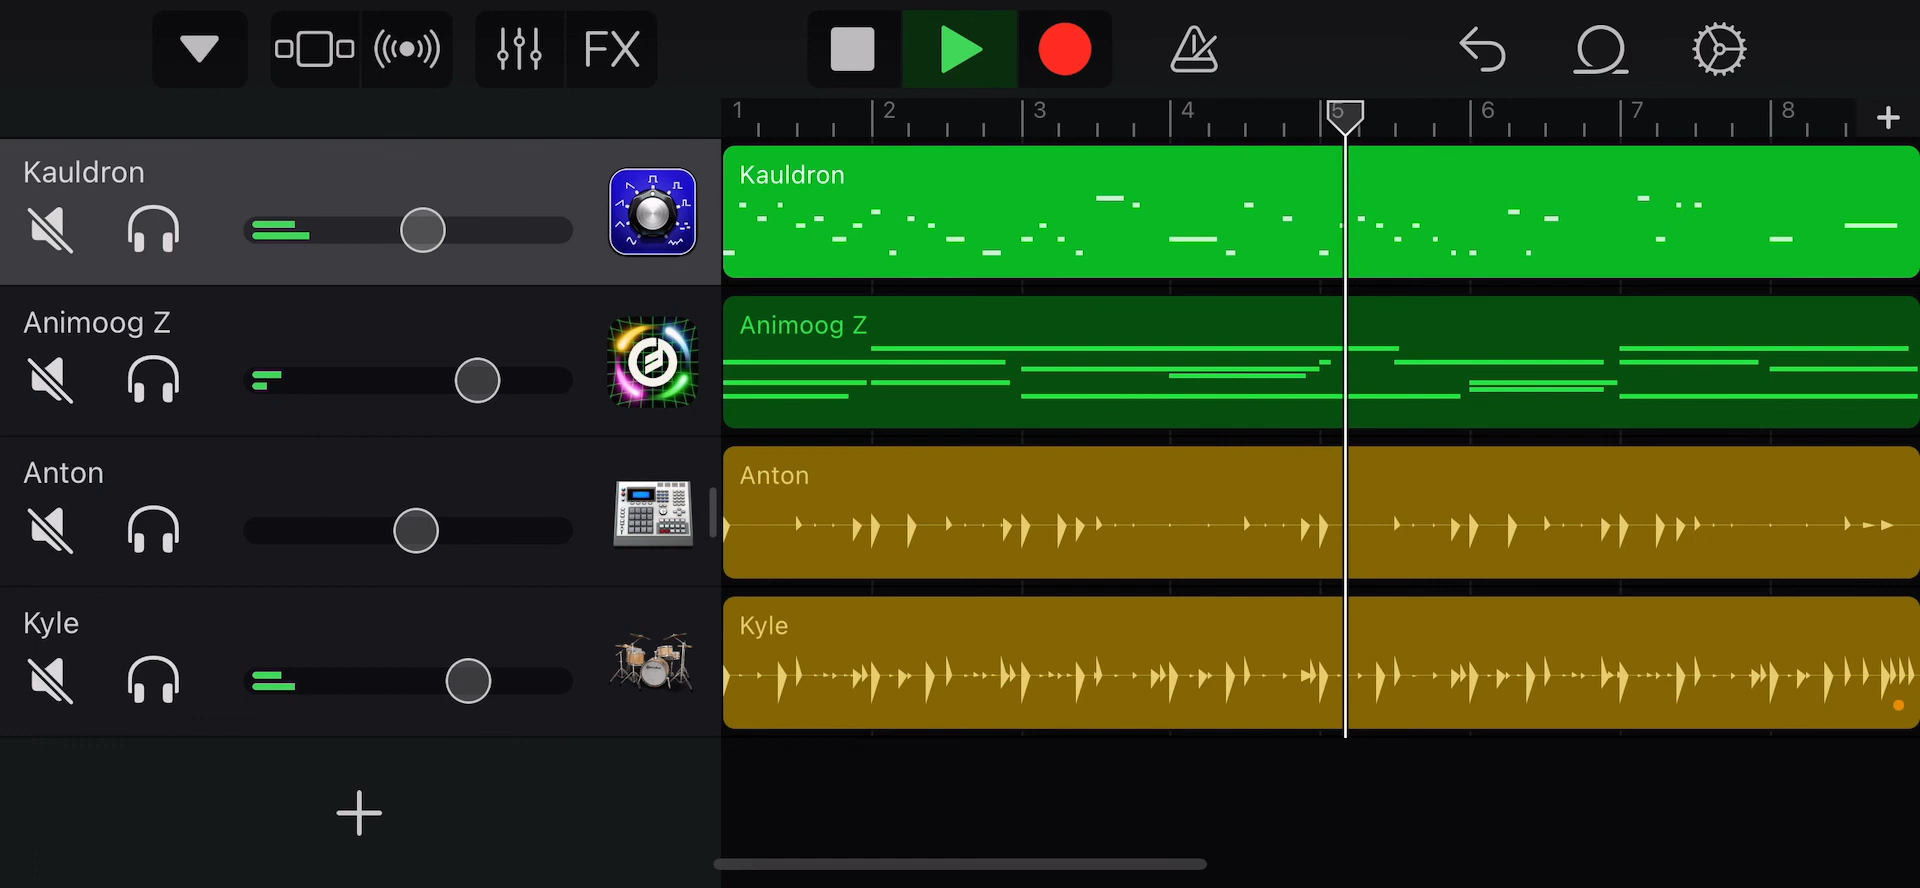 FX
1 2 3 4 5 6 7 8
Kauldron
Kauldron
Animoog Z
Animoog Z
Anton
Anton
Kyle
Kyle